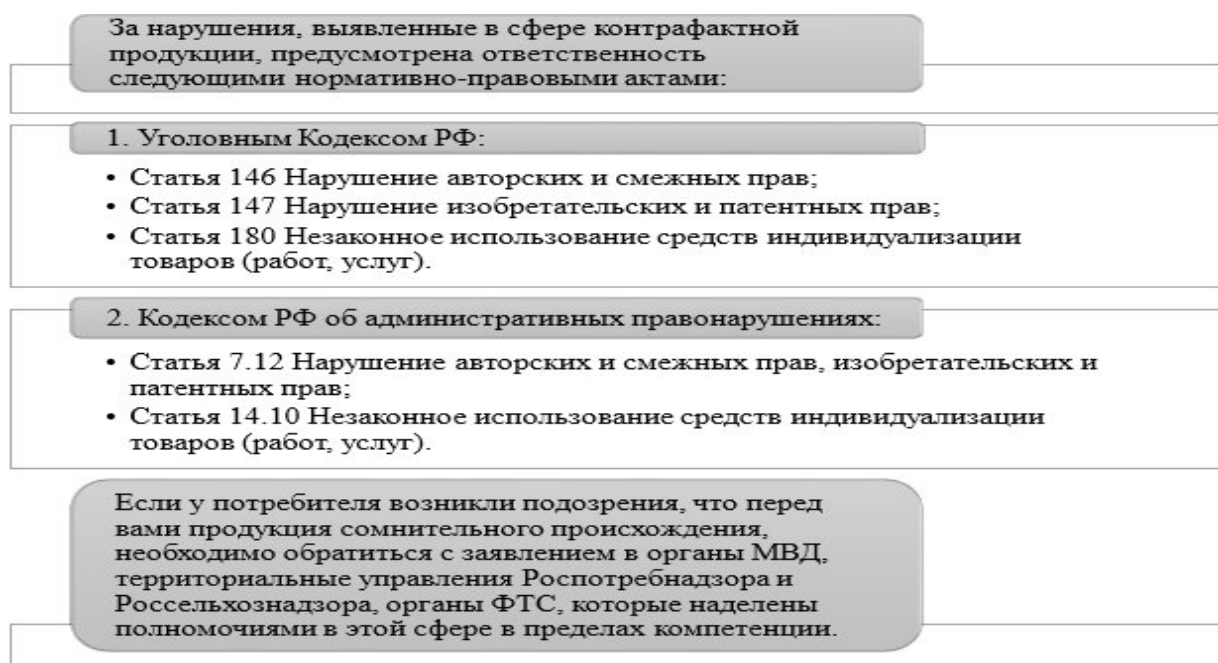 За нарушения, выявленные в сфере контрафактной
продукции, предусмотрена ответственность
следующими нормативно-правовыми актами:
1. Уголовным Кодексом РФ:
• Статья 146 Нарушение авторских и смежных прав;
• Статья 147 Нарушение изобретательских и патентных прав;
• Статья 180 Незаконное использование средств индивидуализации
товаров (работ, услуг).
2. Кодексом РФ об административных правонарушениях:
• Статья 7.12 Нарушение авторских и смежных прав, изобретательских и
патентных прав;
• Статья 14.10 Незаконное использование средств индивидуализации
товаров (работ, услуг).
Если у потребителя возникли подозрения, что перед
вами продукция сомнительного происхождения,
необходимо обратиться с заявлением в органы МВД,
территориальные управления Роспотребнадзора и
Россельхознадзора, органы ФТС, которые наделены
полномочиями в этой сфере в пределах компетенции.